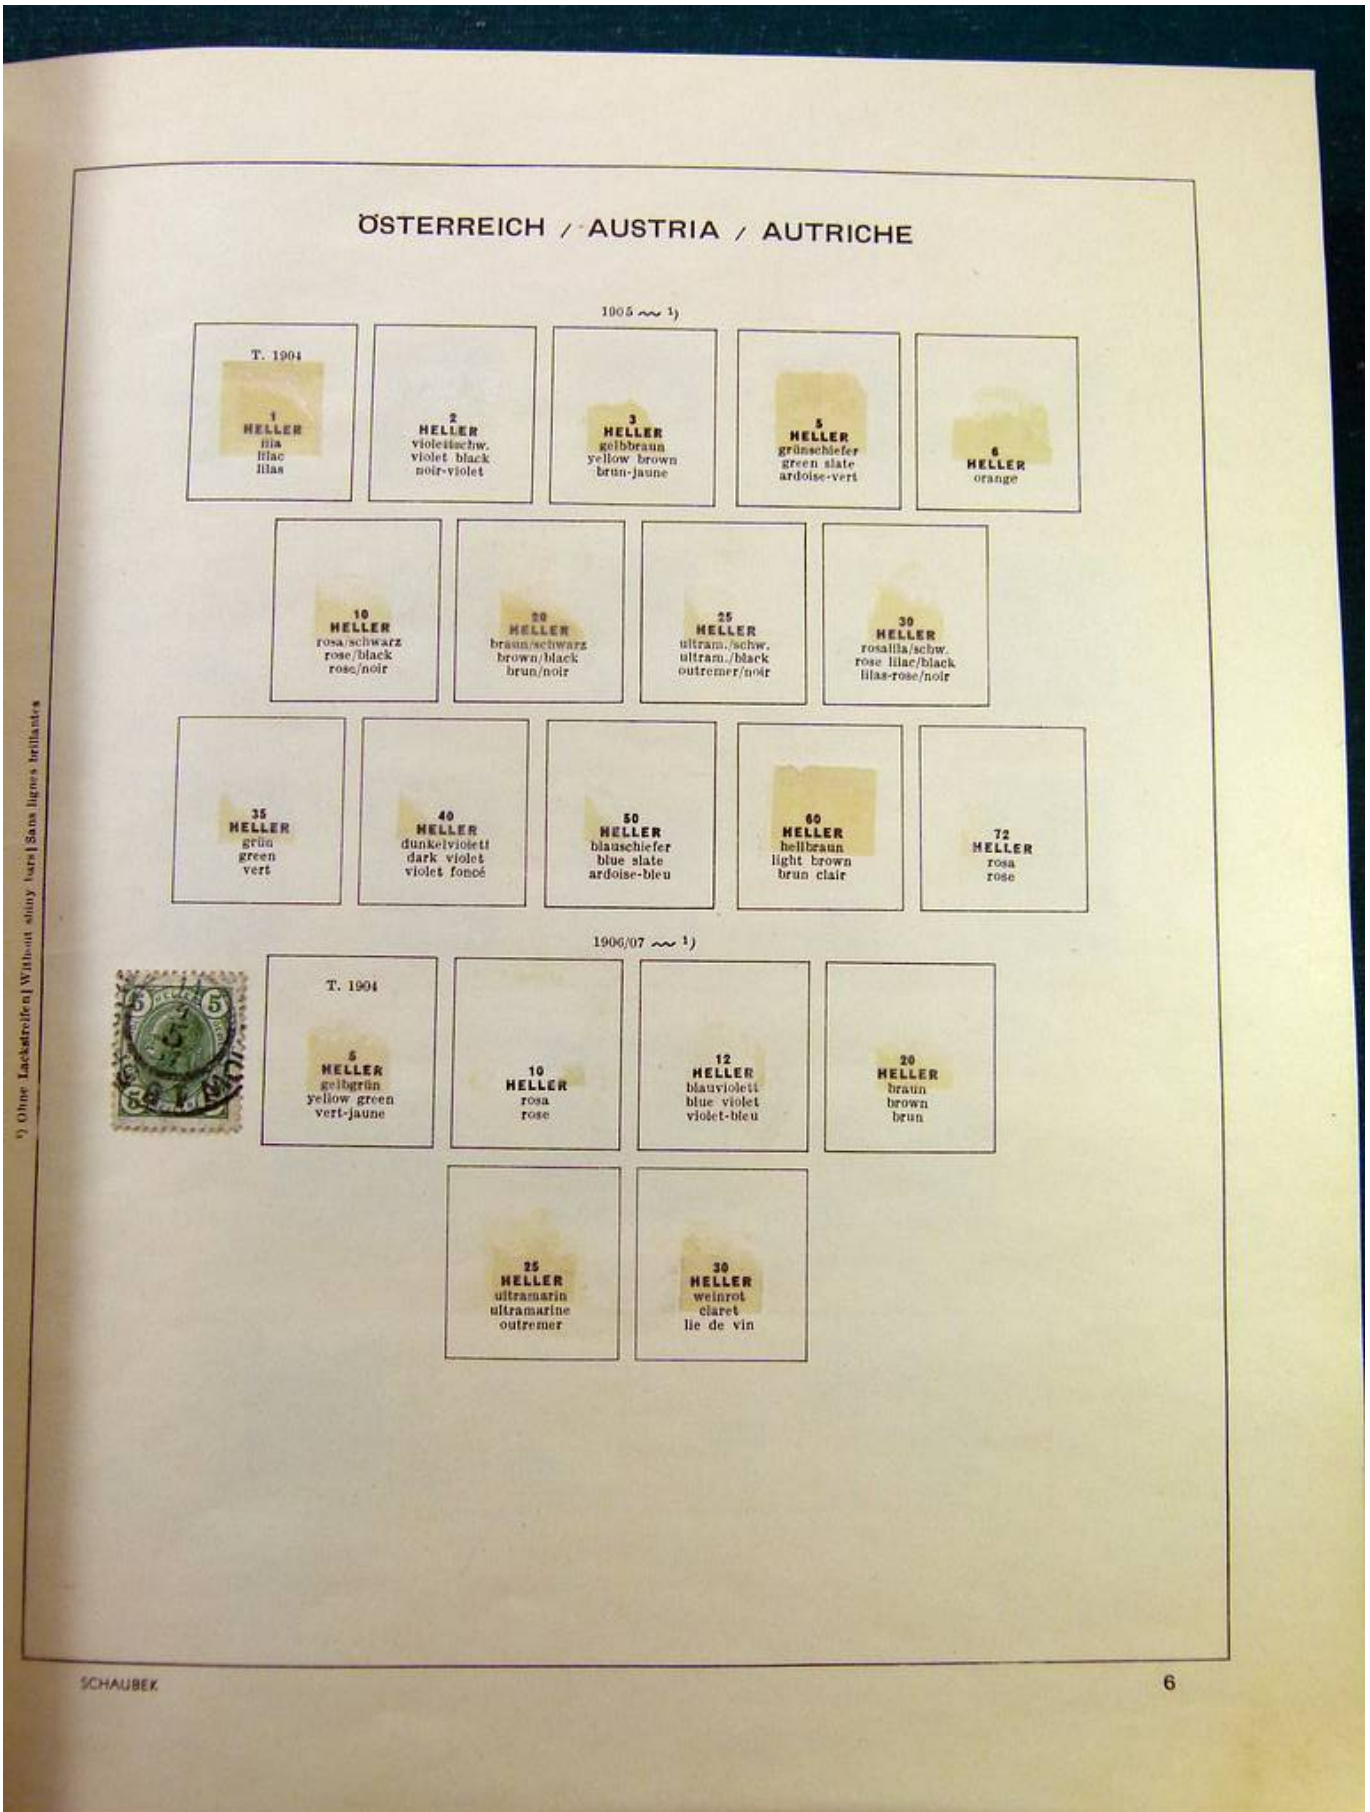 ÖSTERREICH / AUSTRIA / AUTRICHE
1905 ¹)
T. 1904
1
HELLER
lila
lilac
lilas
2
HELLER
violettschw.
violet black
noir-violet
3
HELLER
gelbbraun
yellow brown
brun-jaune
5
HELLER
grünschiefer
green slate
ardoise-vert
6
HELLER
orange
10
HELLER
rosa/schwarz
rose/black
rose/noir
20
HELLER
braun/schwarz
brown/black
brun/noir
25
HELLER
ultram./schw.
ultram./black
outremer/noir
30
HELLER
rosalila/schw.
rose lilac/black
lilas-rose/noir
35
HELLER
grün
green
vert
40
HELLER
dunkelviolett
dark violet
violet foncé
50
HELLER
blauschiefer
blue slate
ardoise-bleu
60
HELLER
hellbraun
light brown
brun clair
72
HELLER
rosa
rose
1906/07 ¹)
5 HELLER 5
5
T. 1904
5
HELLER
gelbgrün
yellow green
vert-jaune
10
HELLER
rosa
rose
12
HELLER
blauviolett
blue violet
violet-bleu
20
HELLER
braun
brown
brun
25
HELLER
ultramarin
ultramarine
outremer
30
HELLER
weinrot
claret
lie de vin
¹) Ohne Lackstreifen | Without shiny bars | Sans lignes brillantes
SCHAUBEK
6